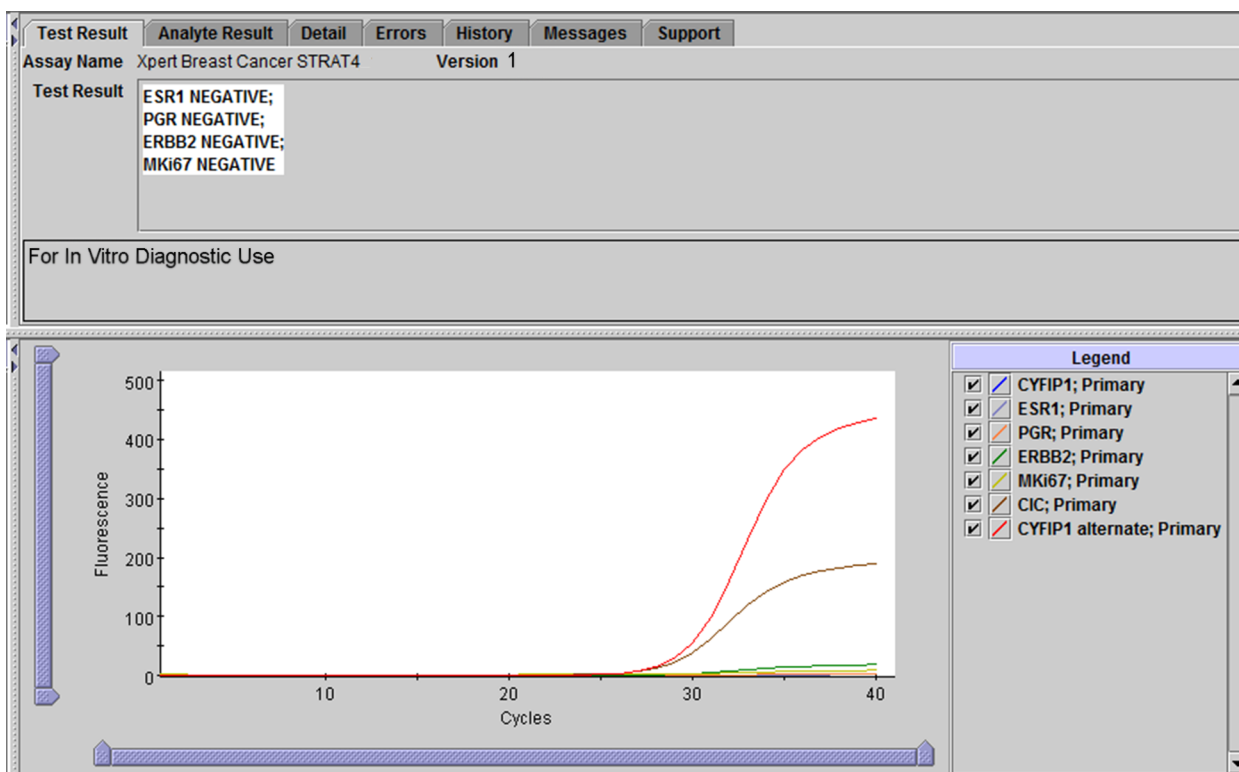 Test Result Analyte Result Detail Errors History Messages Support
Assay Name Xpert Breast Cancer STRAT4 Version 1
Test Result ESR1 NEGATIVE;
PGR NEGATIVE;
ERBB2 NEGATIVE;
MKi67 NEGATIVE
For In Vitro Diagnostic Use
500
400
300
200
100
0
Fluorescence
10 20 30 40
Cycles
Legend
CYFIP1; Primary
ESR1; Primary
PGR; Primary
ERBB2; Primary
MKi67; Primary
CIC; Primary
CYFIP1 alternate; Primary